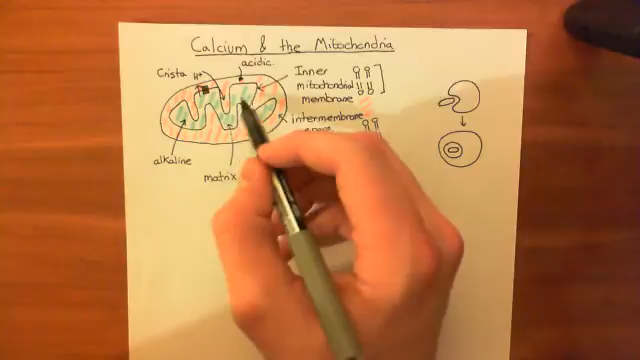 Calcium & the Mitochondria
acidic
Crista
H+
Inner
mitochondrial
membrane
intermembrane
alkaline
matrix